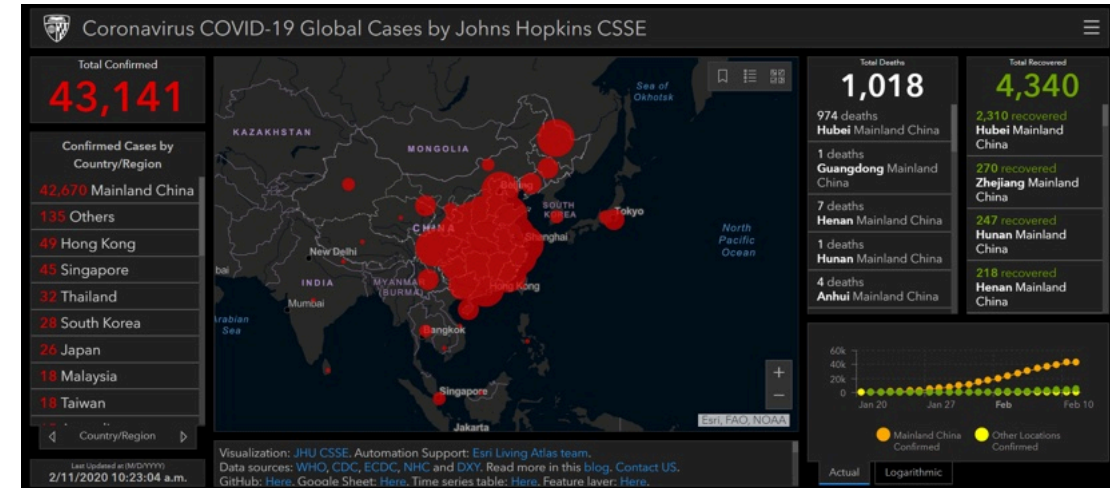 Coronavirus COVID-19 Global Cases by Johns Hopkins CSSE
Total Confirmed
43,141
Confirmed Cases by
Country/Region
42,670 Mainland China
135 Others
49 Hong Kong
45 Singapore
32 Thailand
28 South Korea
26 Japan
18 Malaysia
18 Taiwan
Country/Region
Last Updated at (M/D/YYYY)
2/11/2020 10:23:04 a.m.
Sea of
Okhotsk
KAZAKHSTAN
MONGOLIA
Beijing
SOUTH
KOREA
Tokyo
CHINA
Shanghai
North
Pacific
Ocean
New Delhi
bai
INDIA
MYANMAR
(BURMA)
Hong Kong
Mumbai
Arabian
Sea
Bangkok
Singapore
Jakarta
+
−
Esri, FAO, NOAA
Visualization: JHU CSSE. Automation Support: Esri Living Atlas team.
Data sources: WHO, CDC, ECDC, NHC and DXY. Read more in this blog. Contact US.
GitHub: Here. Google Sheet: Here. Time series table: Here. Feature layer: Here.
Total Deaths
1,018
974 deaths
Hubei Mainland China
1 deaths
Guangdong Mainland
China
7 deaths
Henan Mainland China
1 deaths
Hunan Mainland China
4 deaths
Anhui Mainland China
Total Recovered
4,340
2,310 recovered
Hubei Mainland
China
270 recovered
Zhejiang Mainland
China
247 recovered
Hunan Mainland
China
218 recovered
Henan Mainland
China
60k
40k
20k
0
Jan 20 Jan 27 Feb Feb 10
Mainland China
Confirmed
Other Locations
Confirmed
Actual
Logarithmic